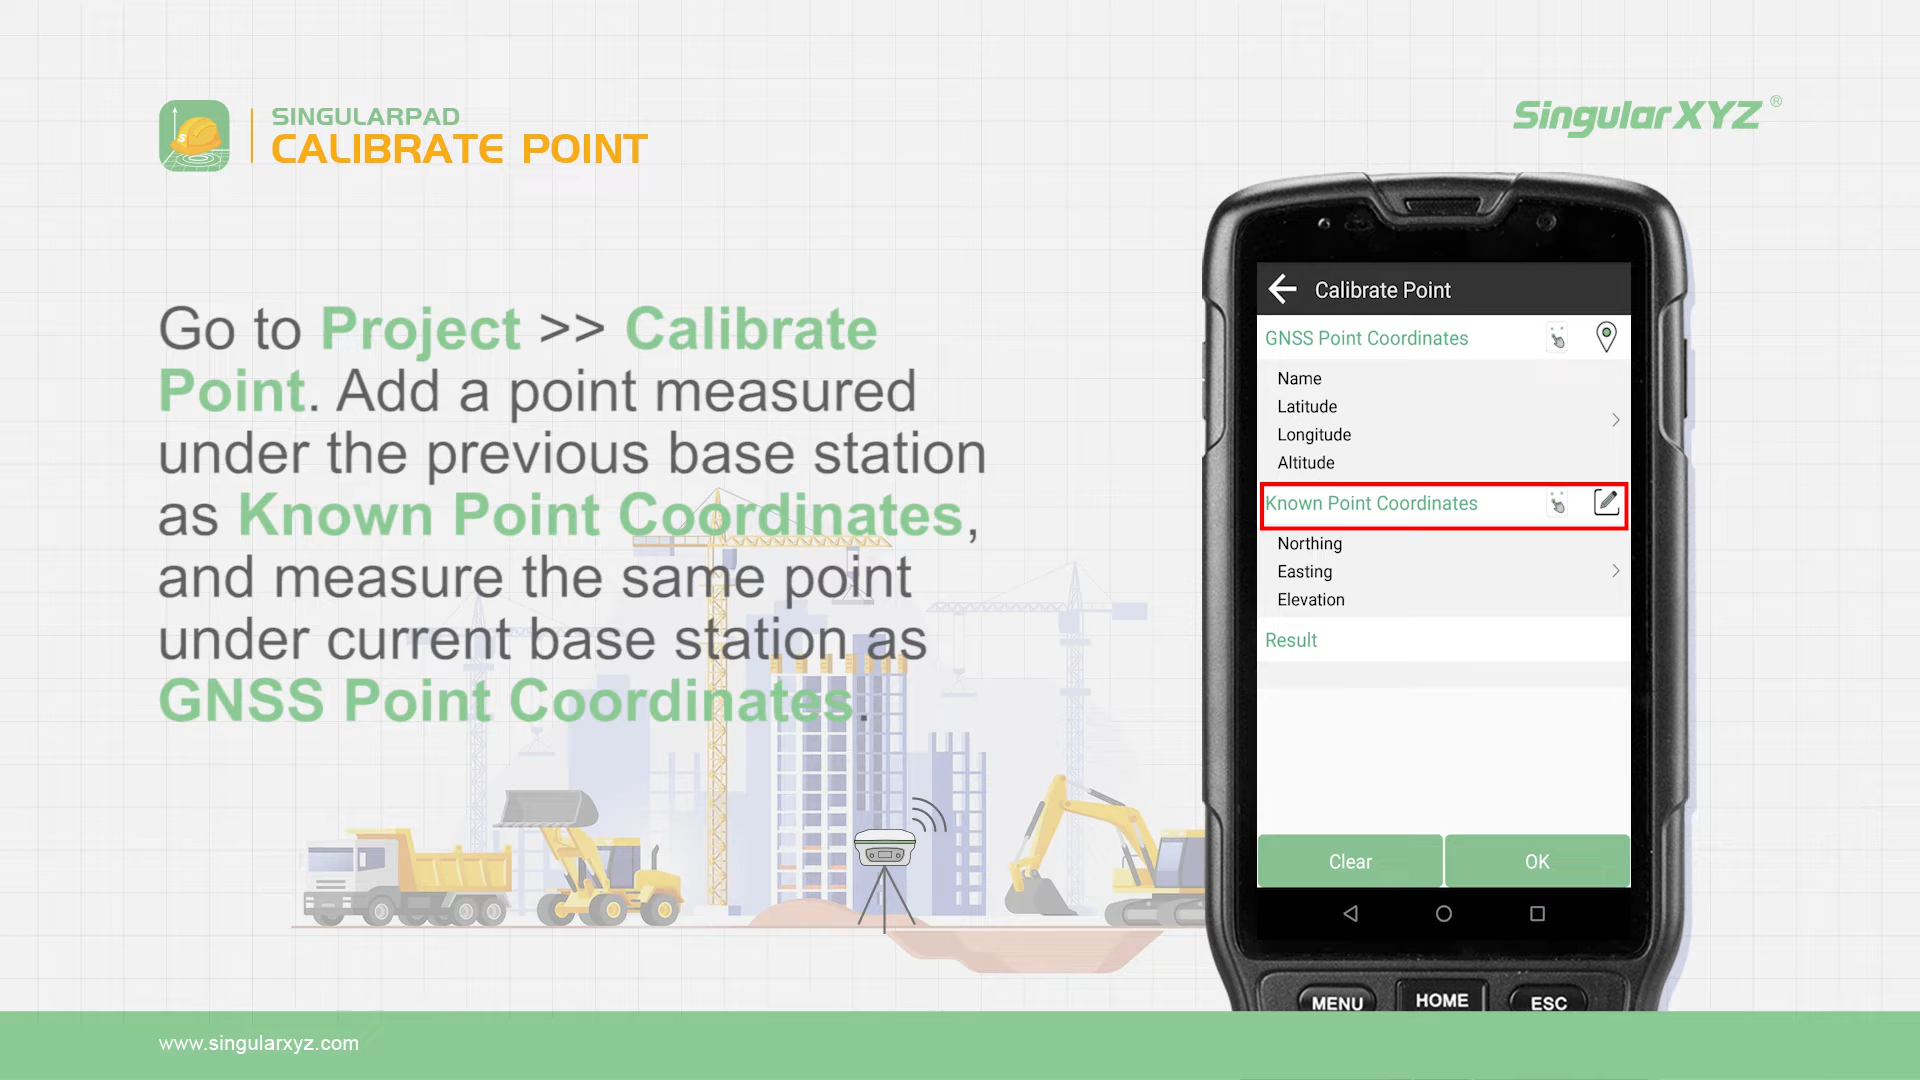 SINGULARPAD
CALIBRATE POINT
SingularXYZ®
Go to Project >> Calibrate
Point. Add a point measured
under the previous base station
as Known Point Coordinates,
and measure the same point
under current base station as
GNSS Point Coordinates.
Calibrate Point
GNSS Point Coordinates
Name
Latitude
Longitude
Altitude
Known Point Coordinates
Northing
Easting
Elevation
Result
Clear
OK
MENU
HOME
ESC
www.singularxyz.com